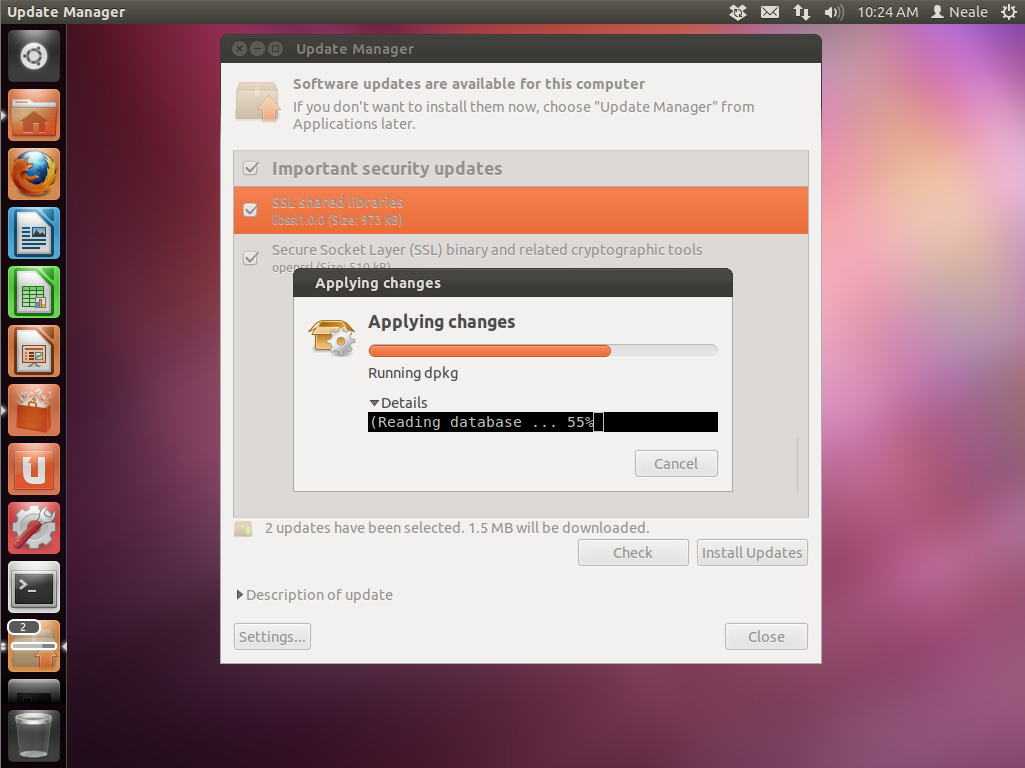 Update Manager
10:24 AM
Neale
Update Manager
Software updates are available for this computer
If you don't want to install them now, choose "Update Manager" from
Applications later.
Important security updates
SSL shared libraries
libssl1.0.0 (Size: 973 kB)
Secure Socket Layer (SSL) binary and related cryptographic tools
openssl (Size: 519 kB)
Applying changes
Applying changes
Running dpkg
Details
(Reading database ... 55%
Cancel
2 updates have been selected. 1.5 MB will be downloaded.
Check
Install Updates
Description of update
Settings...
Close
>_
2